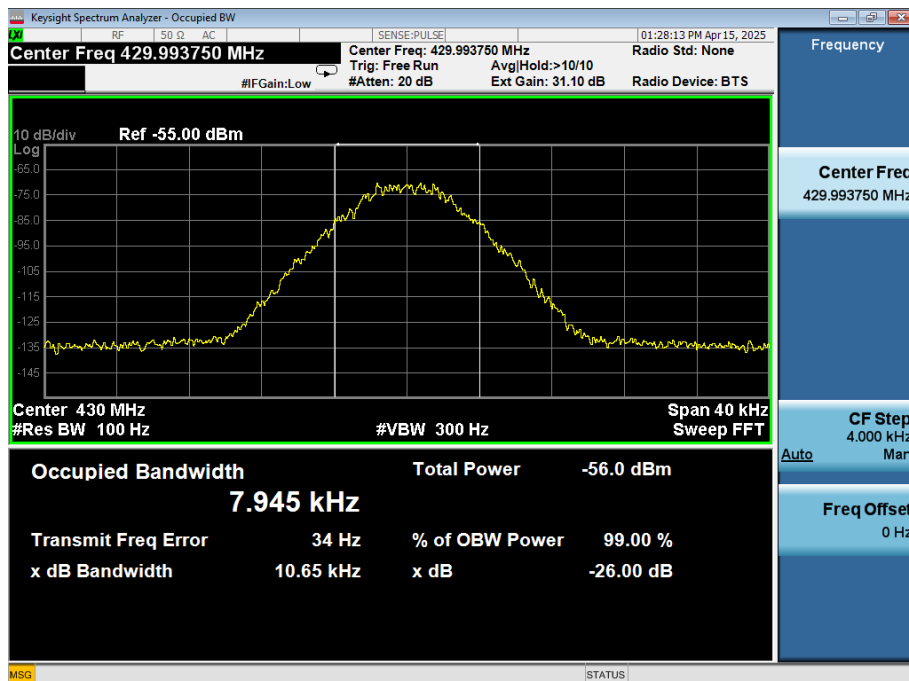 Keysight Spectrum Analyzer - Occupied BW
LXI RF 50 Ω AC SENSE:PULSE 01:28:13 PM Apr 15, 2025
Center Freq 429.993750 MHz
Center Freq: 429.993750 MHz Radio Std: None
Trig: Free Run Avg|Hold:>10/10
#IFGain:Low #Atten: 20 dB Ext Gain: 31.10 dB Radio Device: BTS
10 dB/div Ref -55.00 dBm
Log
-65.0
-75.0
-85.0
-95.0
-105
-115
-125
-135
-145
Center 430 MHz Span 40 kHz
#Res BW 100 Hz #VBW 300 Hz Sweep FFT
Occupied Bandwidth Total Power -56.0 dBm
7.945 kHz
Transmit Freq Error 34 Hz % of OBW Power 99.00 %
x dB Bandwidth 10.65 kHz x dB -26.00 dB
MSG STATUS
Frequency
Center Freq
429.993750 MHz
CF Step
4.000 kHz
Auto Man
Freq Offset
0 Hz